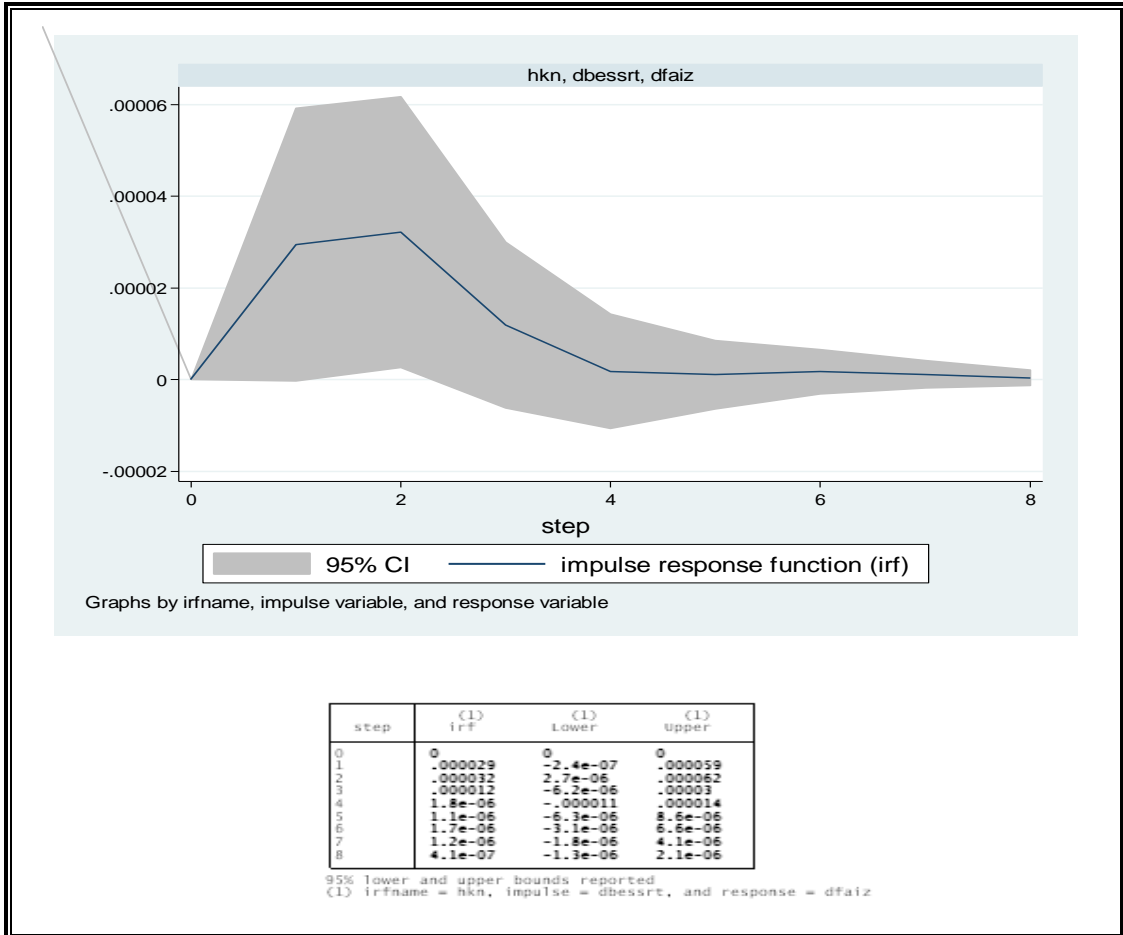 hkn, dbessrt, dfaiz
.00006
.00004
.00002
0
-.00002
0 2 4 6 8
step
95% CI impulse response function (irf)
Graphs by irfname, impulse variable, and response variable
step (1) irf (1) Lower (1) Upper
0 0 0 0
1 .000029 -2.4e-07 .000059
2 .000032 2.7e-06 .000062
3 .000012 -6.2e-06 .00003
4 1.8e-06 -.000011 .000014
5 1.1e-06 -6.3e-06 8.6e-06
6 1.7e-06 -3.1e-06 6.6e-06
7 1.2e-06 -1.8e-06 4.1e-06
8 4.1e-07 -1.3e-06 2.1e-06
95% lower and upper bounds reported
(1) irfname = hkn, impulse = dbessrt, and response = dfaiz